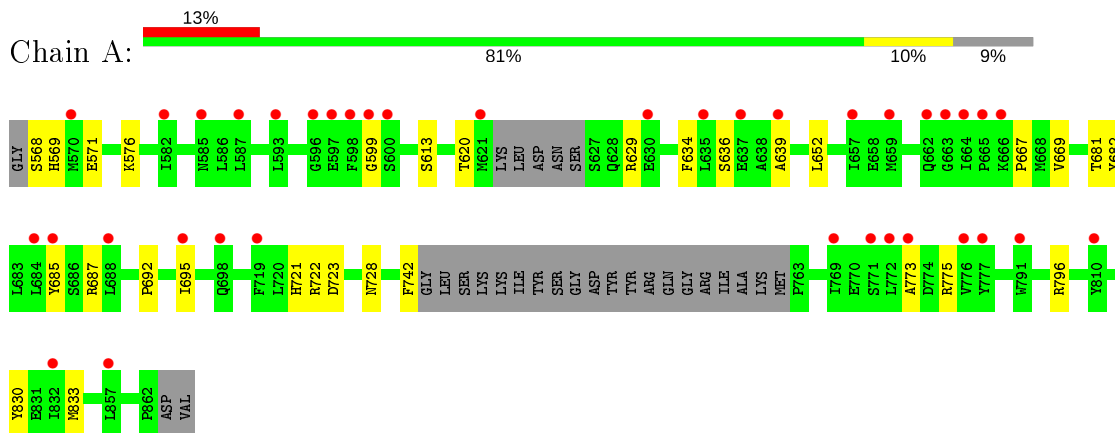 13%
Chain A:
81% 10% 9%
GLY S568 H569 M570 E571 K576 I582 N585 L586 L587 L593 G596 E597 F598 G599 S600 S613 T620 M621 LYS LEU ASP ASN SER S627 Q628 R629 E630 F634 L635 S636 E637 A638 A639 L652 I657 E658 M659 Q662 G663 I664 P665 K666 P667 M668 V669 T681 Y682
L683 L684 Y685 S686 R687 L688 P692 I695 Q698 F719 L720 H721 R722 D723 N728 F742 GLY LEU SER LYS LYS ILE TYR SER GLY ASP TYR TYR ARG GLN GLY ARG ILE ALA LYS MET P763 I769 E770 S771 L772 A773 D774 R775 V776 Y777 W791 R796 Y810
Y830 E831 I832 M833 L857 P862 ASP VAL